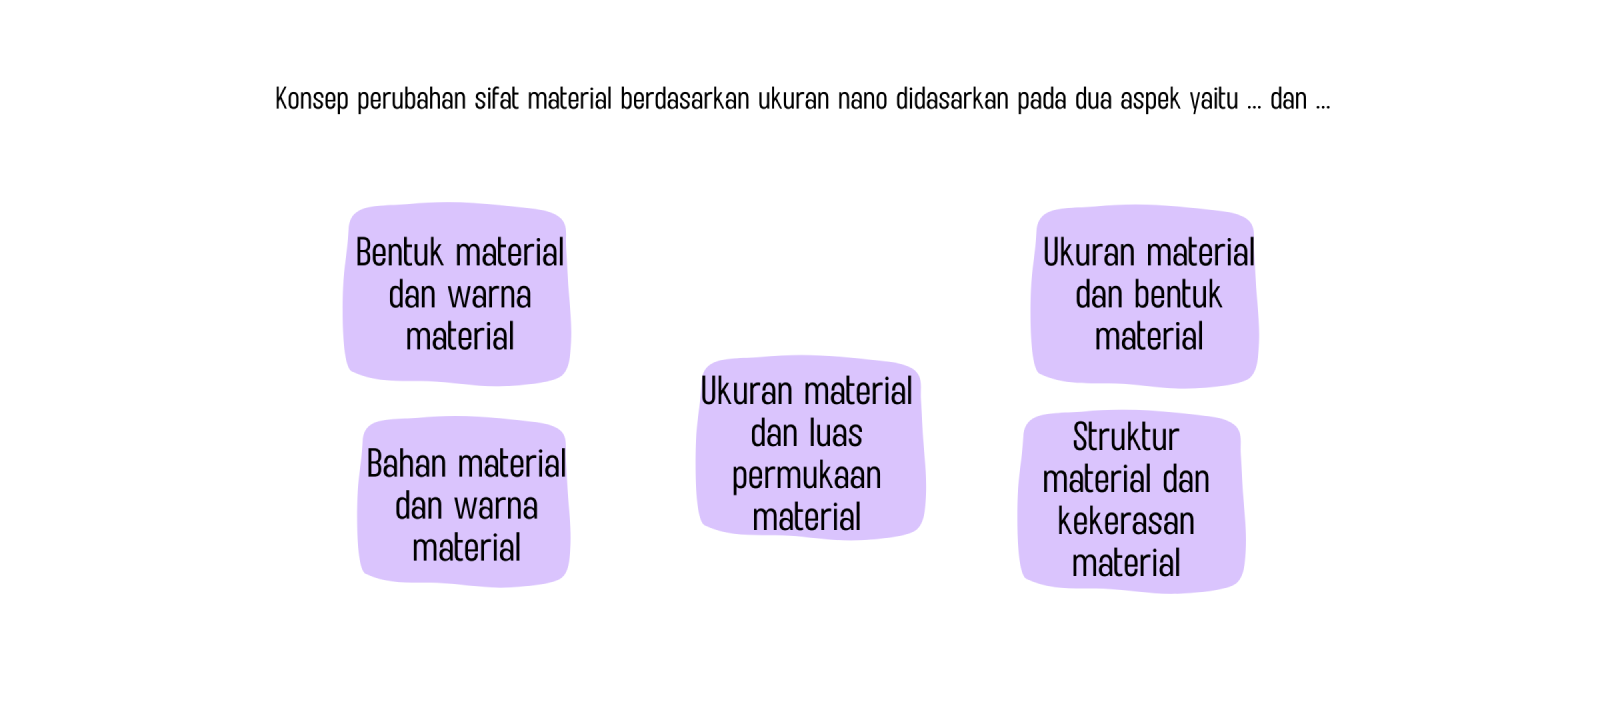 Konsep perubahan sifat material berdasarkan ukuran nano didasarkan pada dua aspek yaitu ... dan ...
Bentuk material
dan warna
material
Ukuran material
dan bentuk
material
Ukuran material
dan luas
permukaan
material
Bahan material
dan warna
material
Struktur
material dan
kekerasan
material